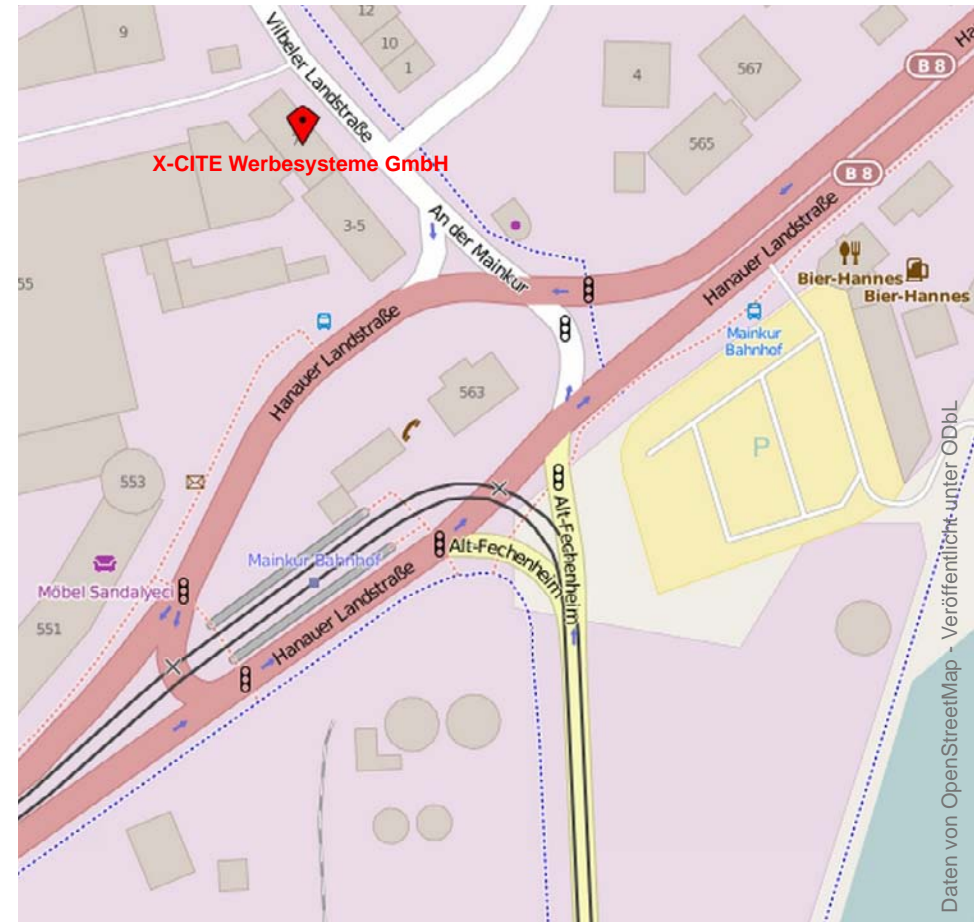 9
12
10
1
Vilbeler Landstraße
4
567
B 8
565
B 8
X-CITE Werbesysteme GmbH
3-5
An der Mainkur
Hanauer Landstraße
Bier-Hannes
Bier-Hannes
55
Mainkur
Bahnhof
Hanauer Landstraße
563
P
553
Alt-Fechenheim
Mainkur Bahnhof
Alt-Fechenheim
Möbel Sandalyeci
551
Hanauer Landstraße
Daten von OpenStreetMap - Veröffentlicht unter ODbL